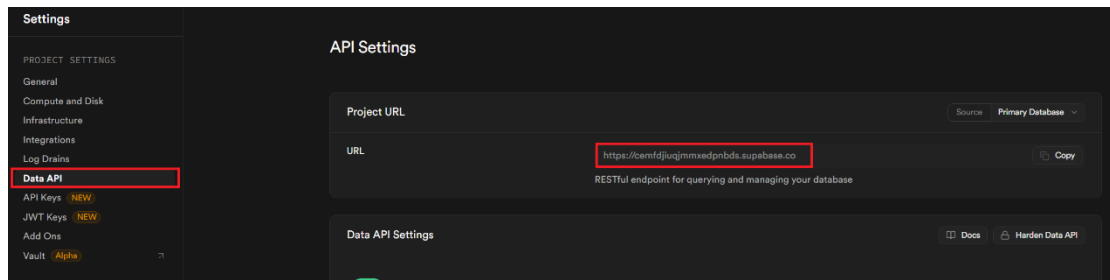 Settings
PROJECT SETTINGS
General
Compute and Disk
Infrastructure
Integrations
Log Drains
Data API
API Keys NEW
JWT Keys NEW
Add Ons
Vault Alpha
API Settings
Project URL
Source Primary Database
URL
https://cemfdjiuqjmmxedpnbds.supabase.co
Copy
RESTful endpoint for querying and managing your database
Data API Settings
Docs
Harden Data API